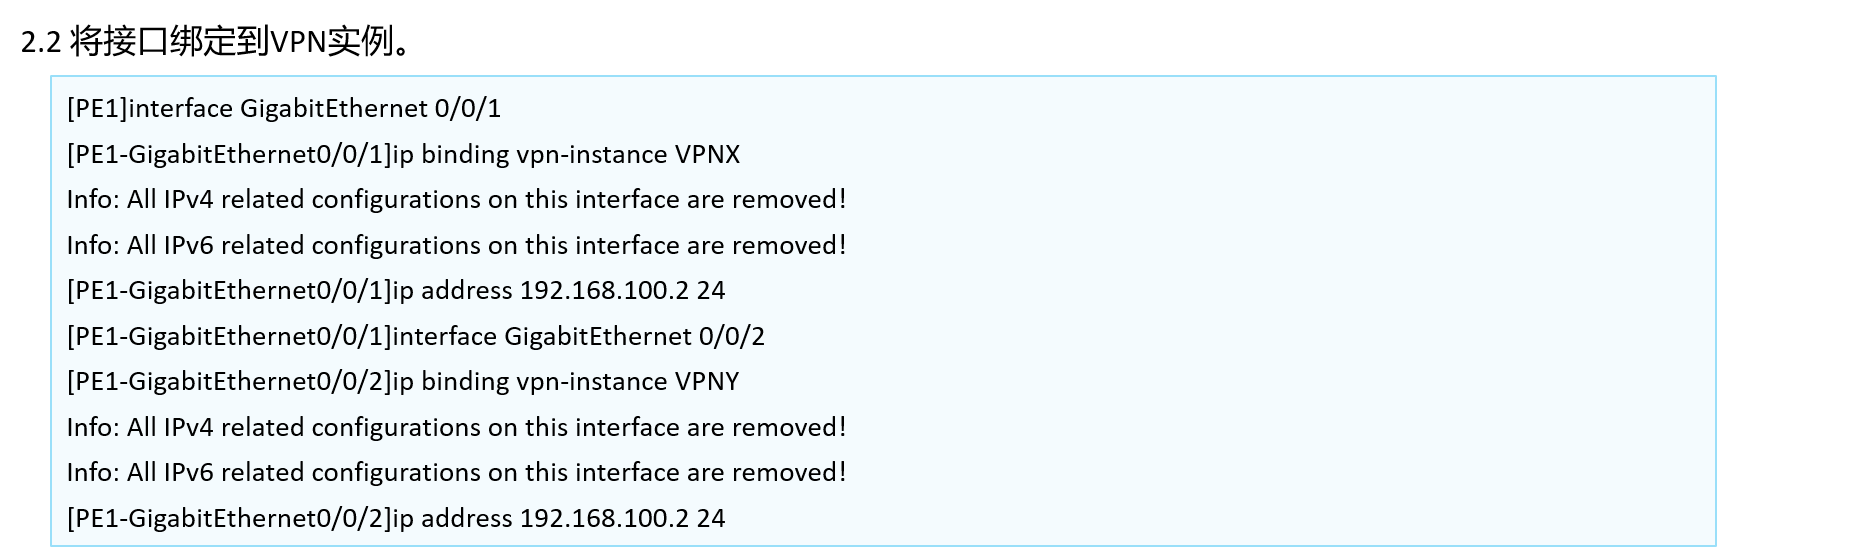 2.2 将接口绑定到VPN实例。
[PE1]interface GigabitEthernet 0/0/1
[PE1-GigabitEthernet0/0/1]ip binding vpn-instance VPNX
Info: All IPv4 related configurations on this interface are removed!
Info: All IPv6 related configurations on this interface are removed!
[PE1-GigabitEthernet0/0/1]ip address 192.168.100.2 24
[PE1-GigabitEthernet0/0/1]interface GigabitEthernet 0/0/2
[PE1-GigabitEthernet0/0/2]ip binding vpn-instance VPNY
Info: All IPv4 related configurations on this interface are removed!
Info: All IPv6 related configurations on this interface are removed!
[PE1-GigabitEthernet0/0/2]ip address 192.168.100.2 24